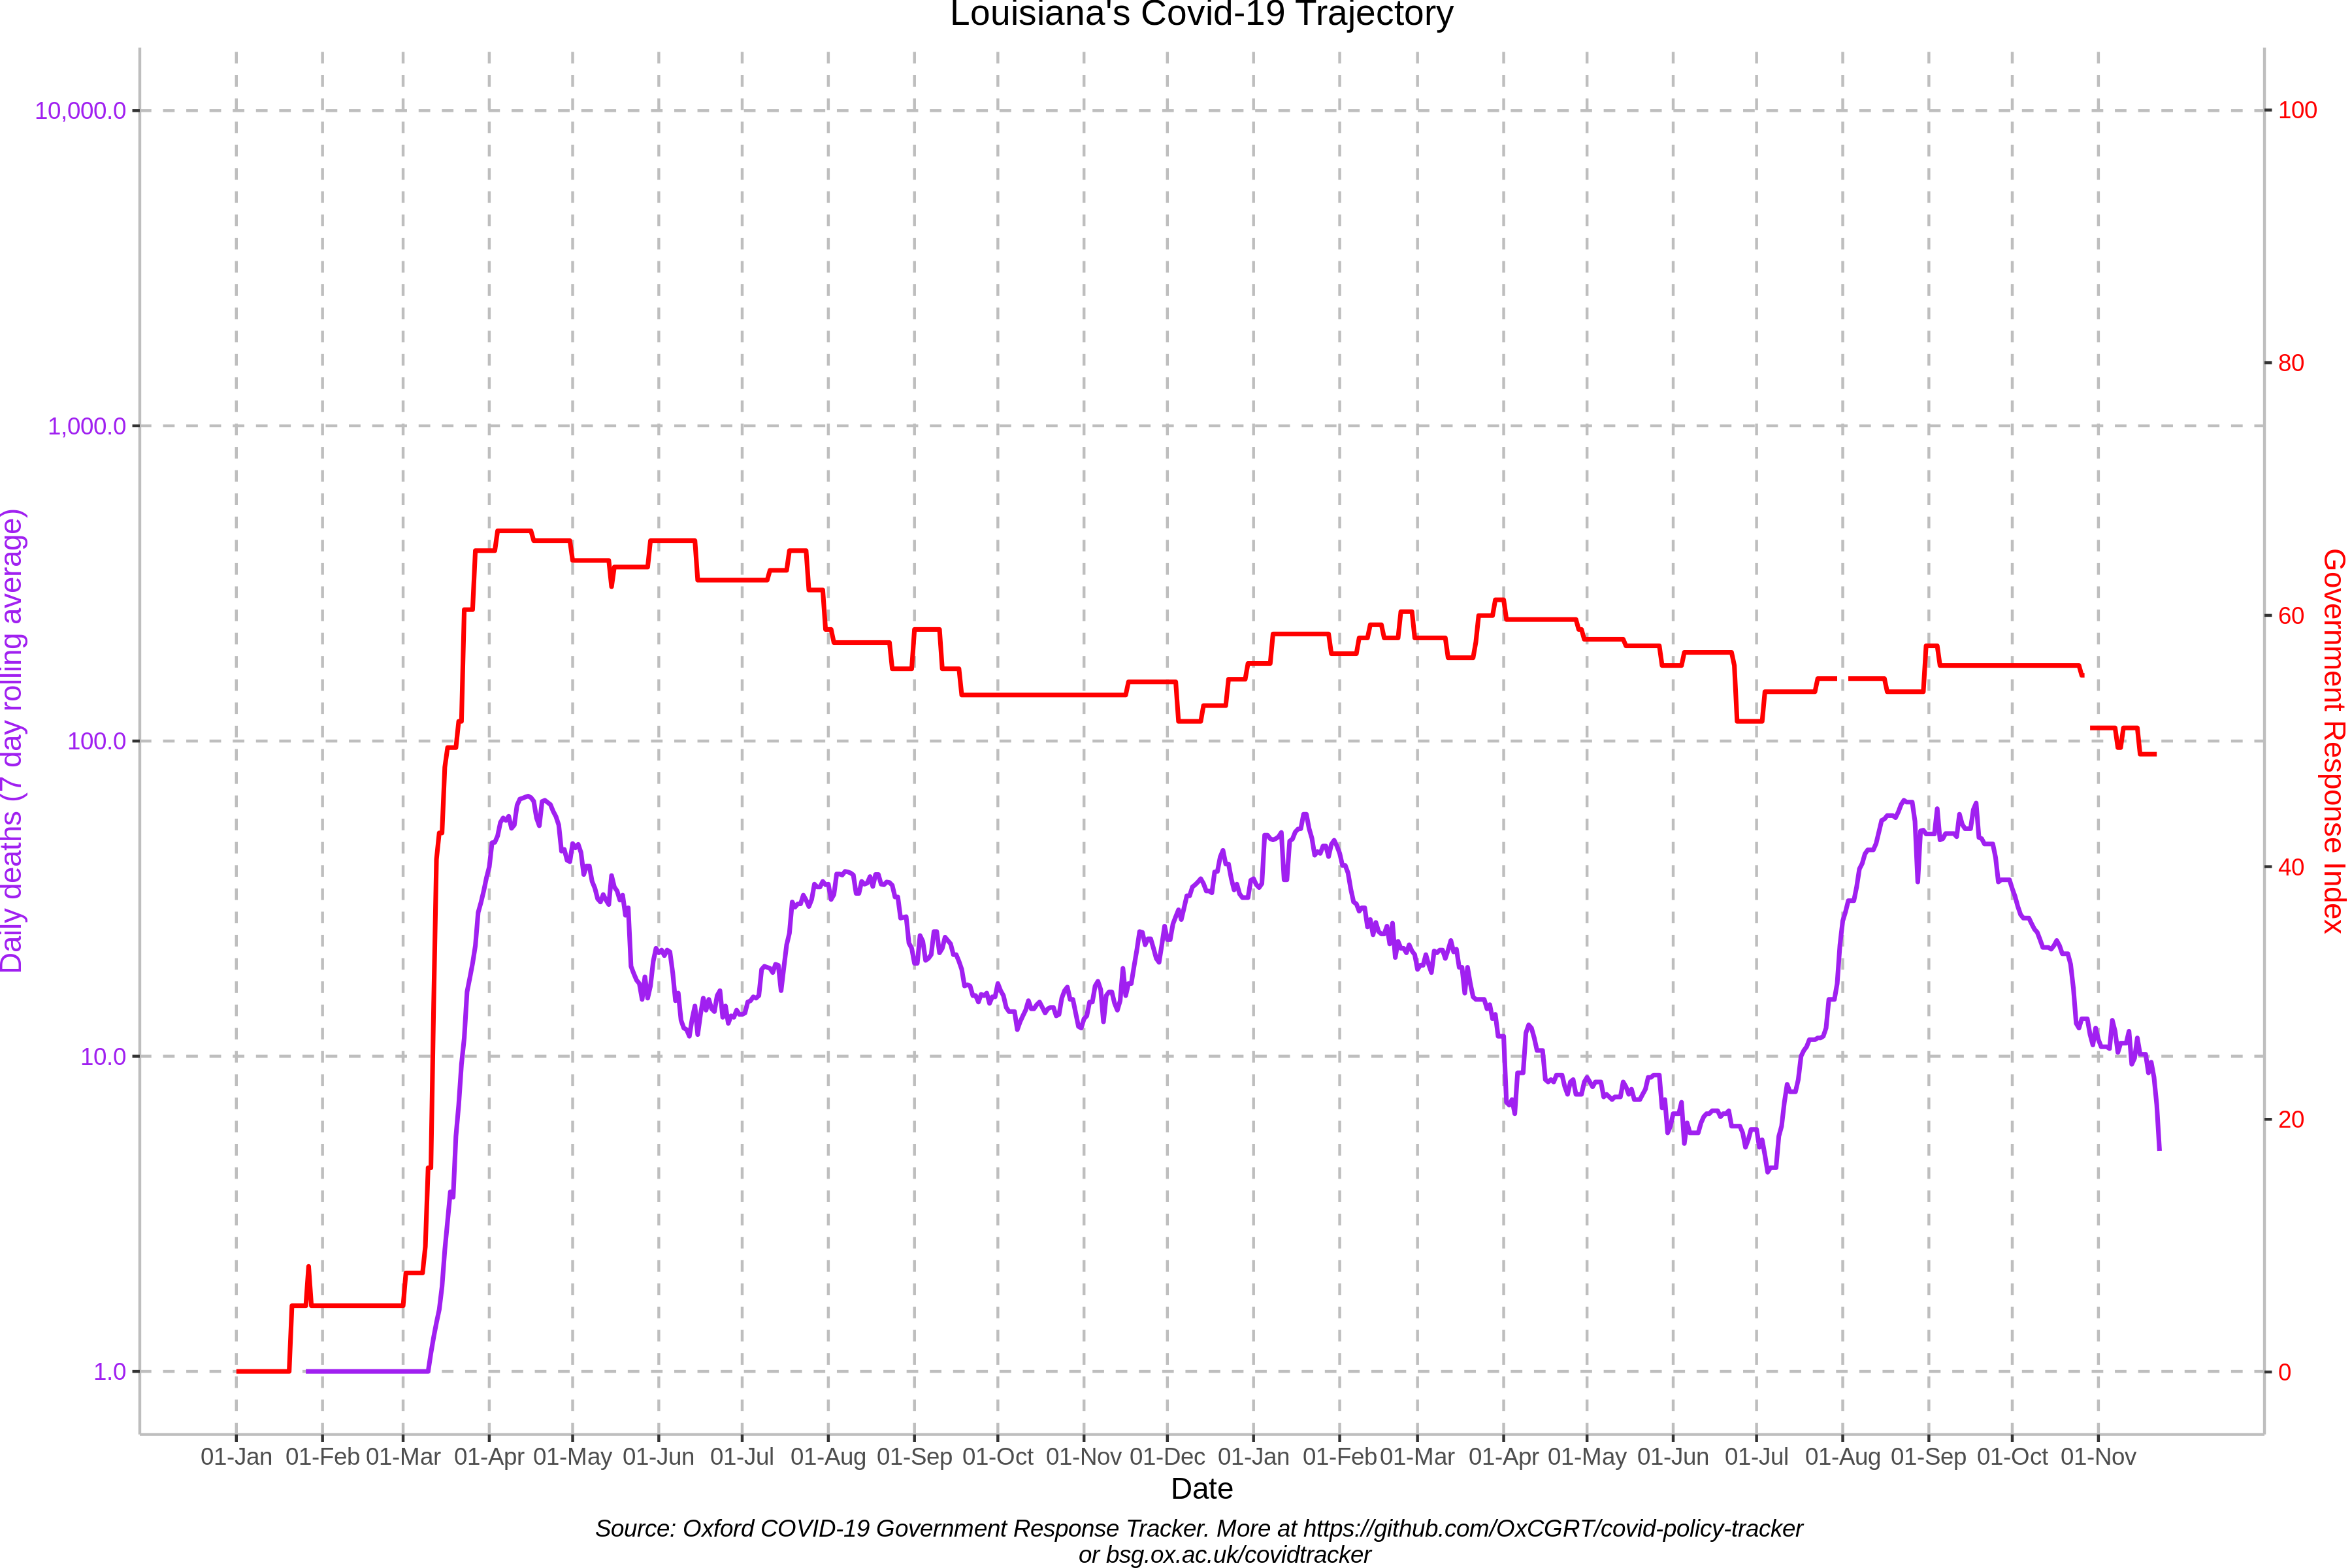 Louisiana's Covid-19 Trajectory
10,000.0
1,000.0
100.0
10.0
1.0
Daily deaths (7 day rolling average)
100
80
60
40
20
0
Government Response Index
01-Jan 01-Feb 01-Mar 01-Apr 01-May 01-Jun 01-Jul 01-Aug 01-Sep 01-Oct 01-Nov 01-Dec 01-Jan 01-Feb 01-Mar 01-Apr 01-May 01-Jun 01-Jul 01-Aug 01-Sep 01-Oct 01-Nov
Date
Source: Oxford COVID-19 Government Response Tracker. More at https://github.com/OxCGRT/covid-policy-tracker
or bsg.ox.ac.uk/covidtracker